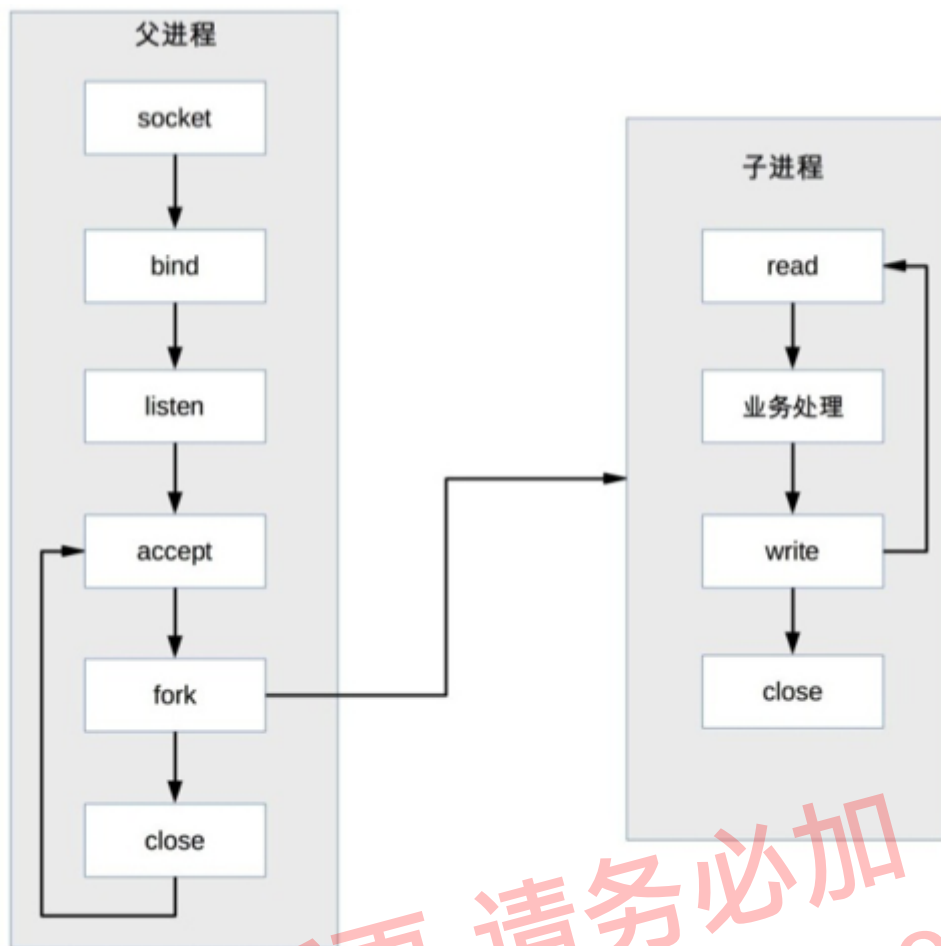 父进程
socket
bind
listen
accept
fork
close
子进程
read
业务处理
write
close
请务必加